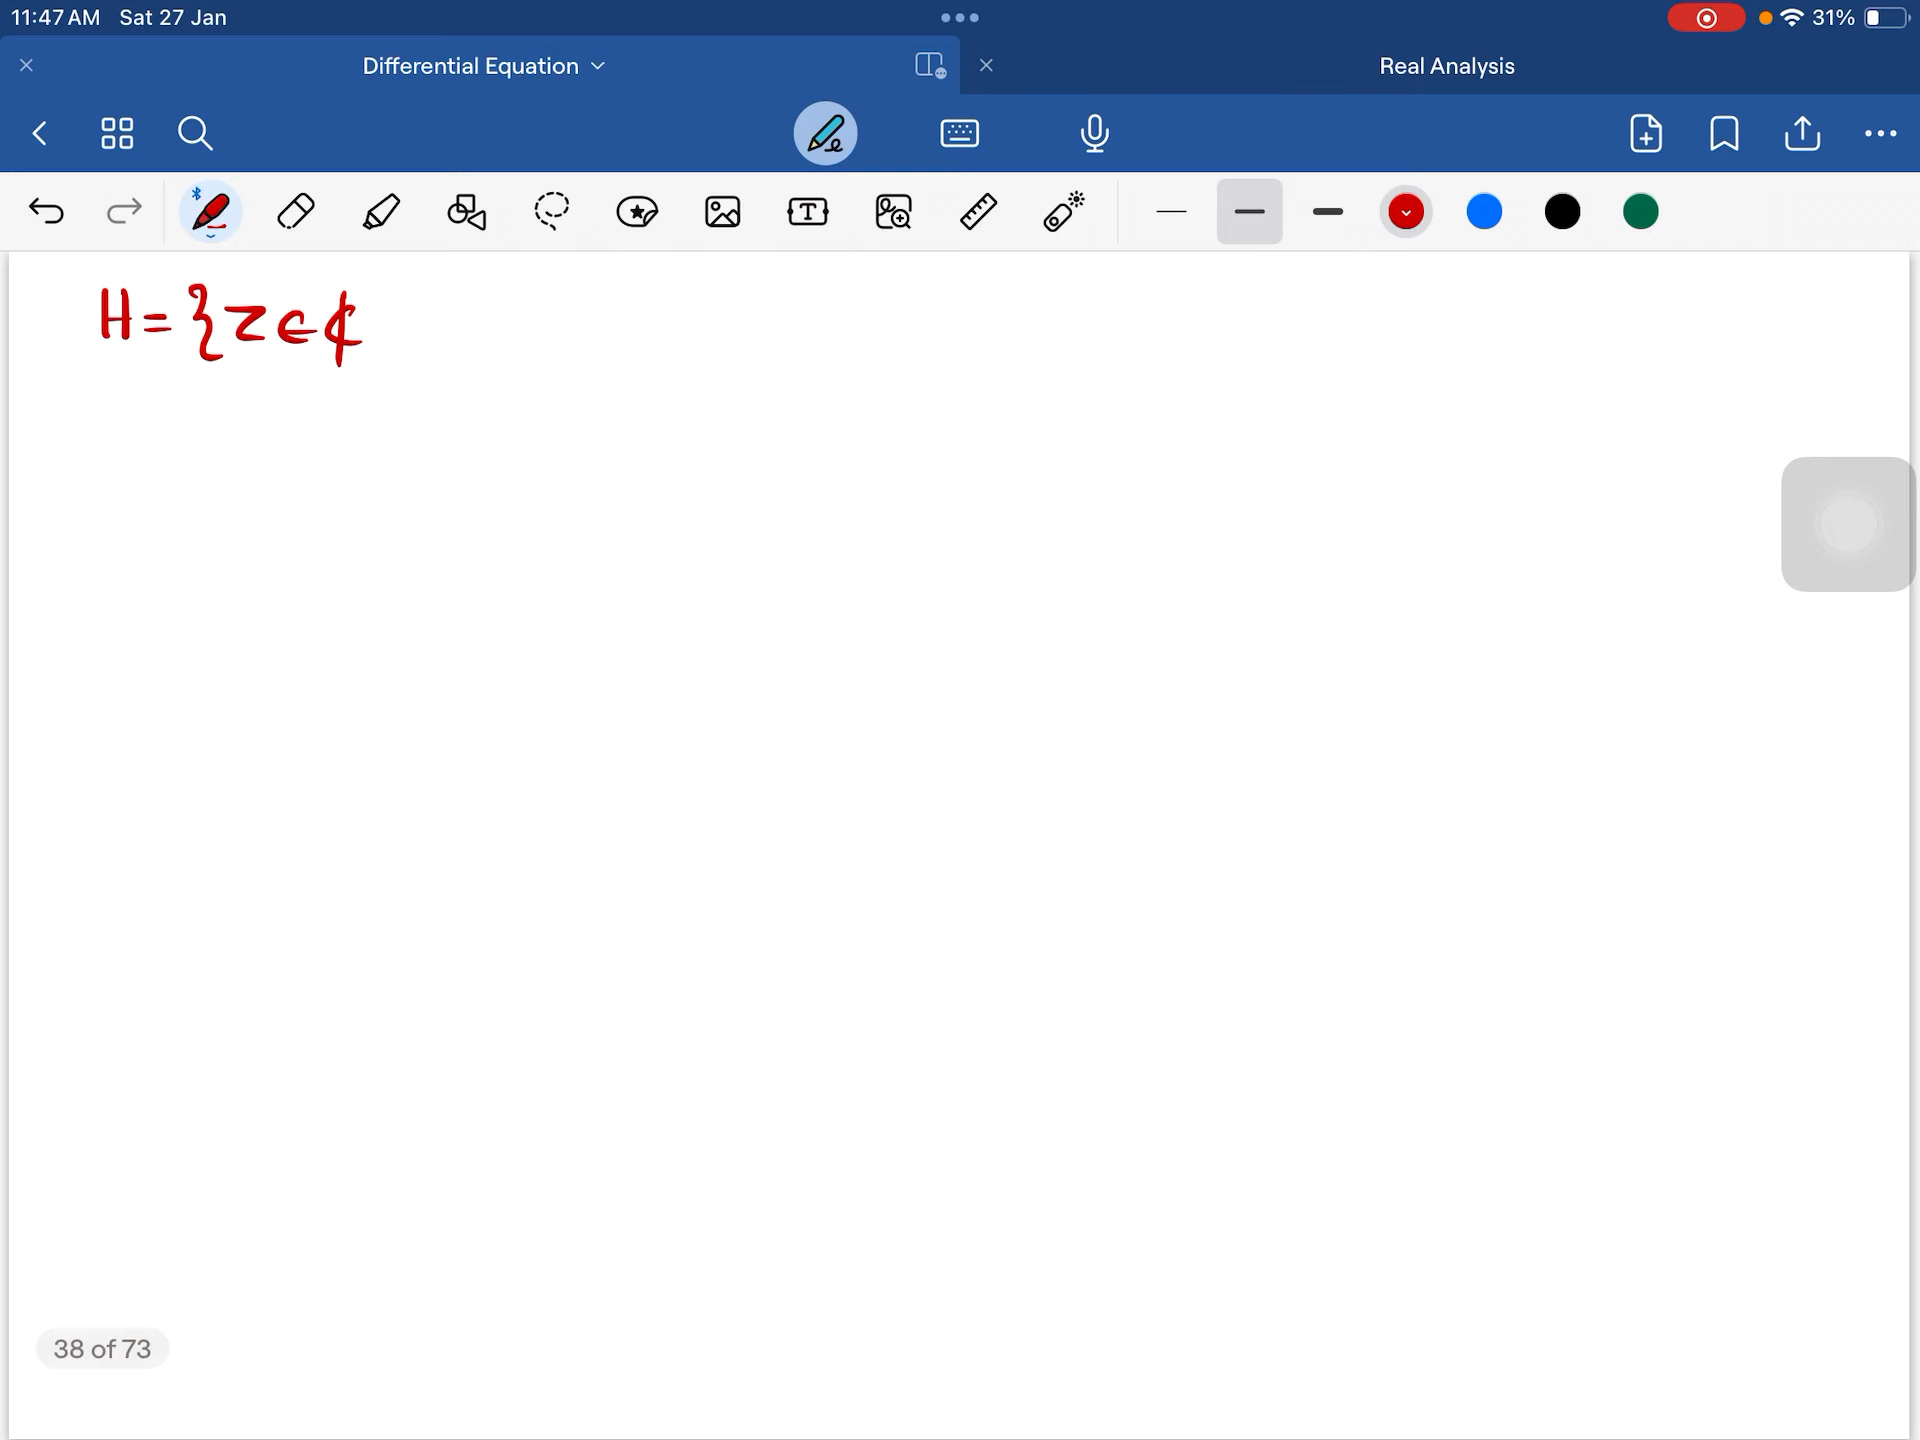 11:47 AM Sat 27 Jan 31%
Differential Equation Real Analysis
H = } z ∈ ₵
38 of 73